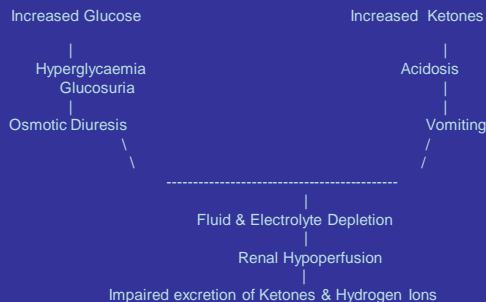 Increased Glucose Increased Ketones
Hyperglycaemia Acidosis
Glucosuria
Osmotic Diuresis Vomiting
Fluid & Electrolyte Depletion
Renal Hypoperfusion
Impaired excretion of Ketones & Hydrogen Ions